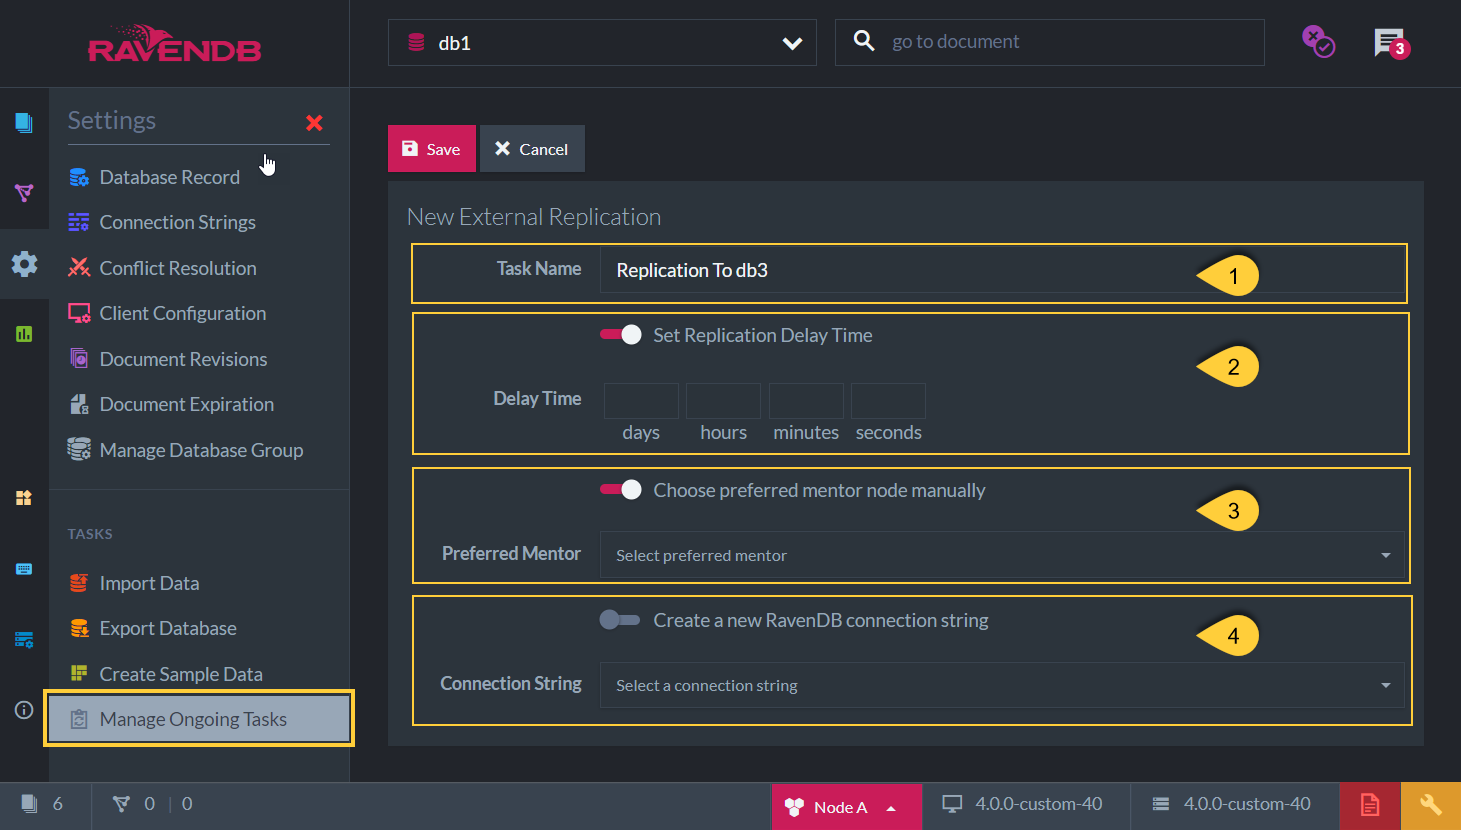 RAVENDB
db1
go to document
3
Settings
Database Record
Connection Strings
Conflict Resolution
Client Configuration
Document Revisions
Document Expiration
Manage Database Group
TASKS
Import Data
Export Database
Create Sample Data
Manage Ongoing Tasks
Save
Cancel
New External Replication
Task Name
Replication To db3
1
Set Replication Delay Time
2
Delay Time
days hours minutes seconds
Choose preferred mentor node manually
3
Preferred Mentor
Select preferred mentor
Create a new RavenDB connection string
4
Connection String
Select a connection string
6
0 | 0
Node A
4.0.0-custom-40
4.0.0-custom-40